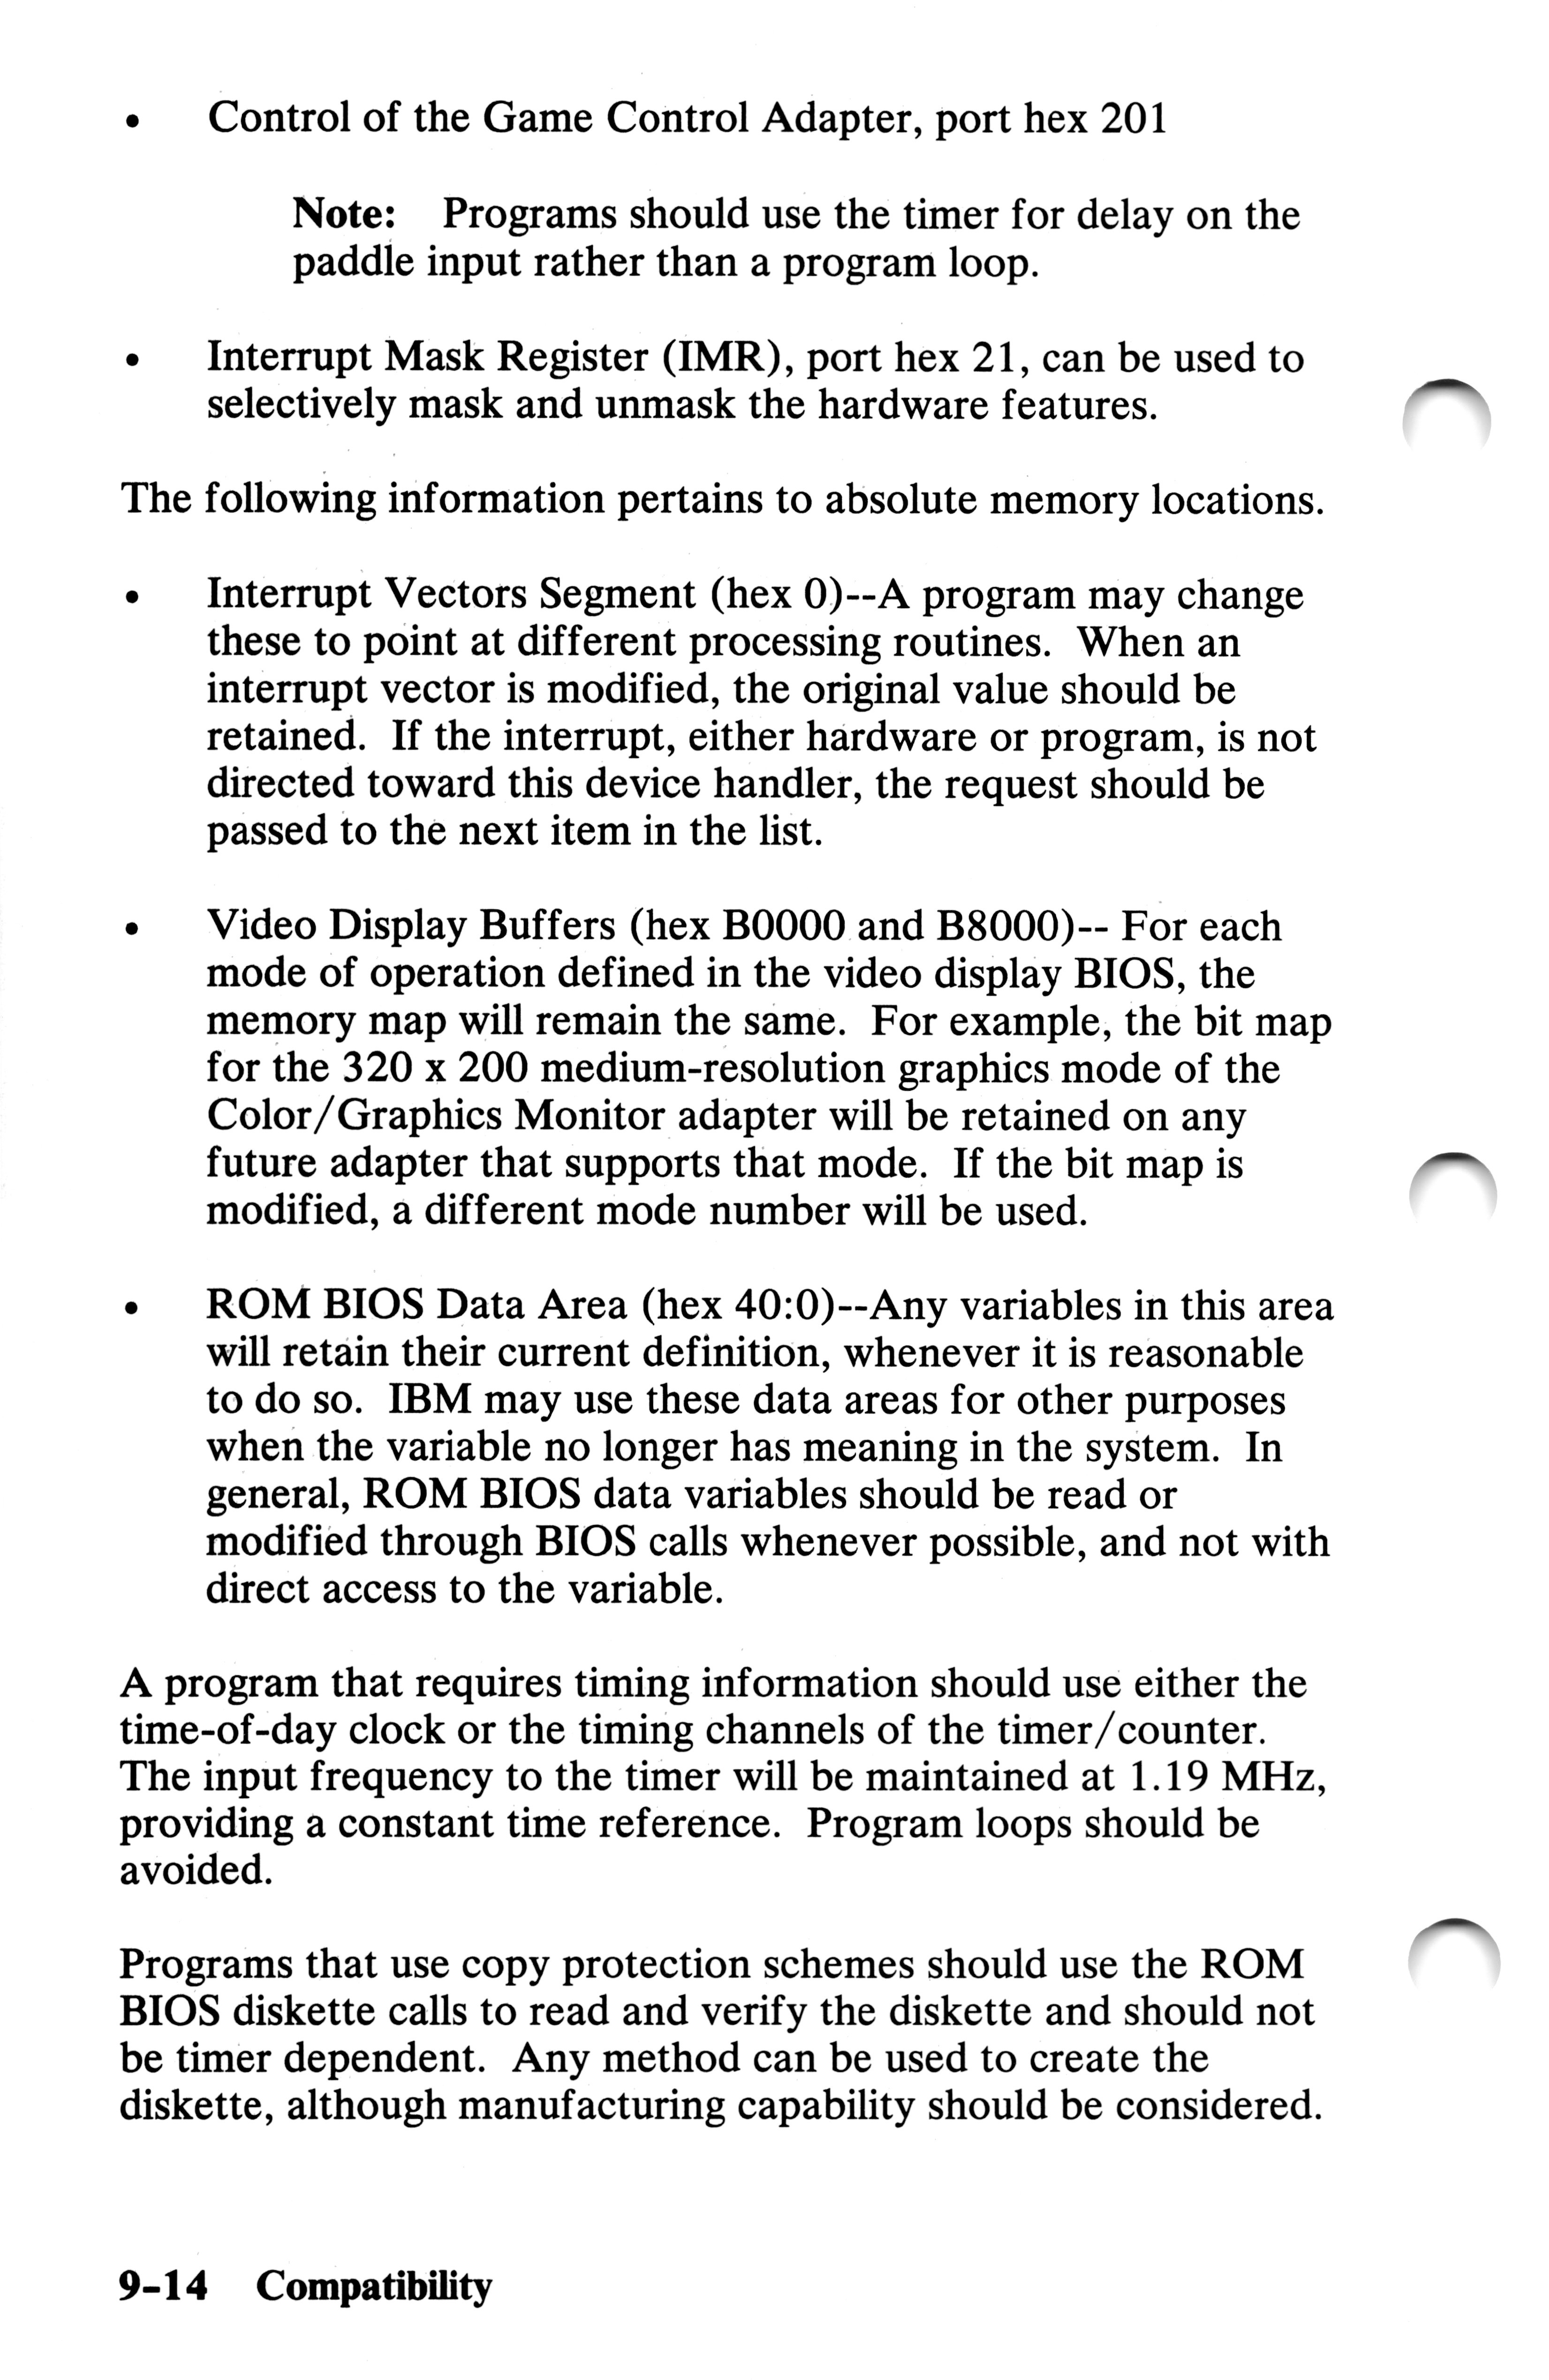 • Control of the Game Control Adapter, port hex 201
Note: Programs should use the timer for delay on the
paddle input rather than a program loop.
• Interrupt Mask Register (IMR), port hex 21, can be used to
selectively mask and unmask the hardware features.
The following information pertains to absolute memory locations.
• Interrupt Vectors Segment (hex 0)--A program may change
these to point at different processing routines. When an
interrupt vector is modified, the original value should be
retained. If the interrupt, either hardware or program, is not
directed toward this device handler, the request should be
passed to the next item in the list.
• Video Display Buffers (hex B0000 and B8000)-- For each
mode of operation defined in the video display BIOS, the
memory map will remain the same. For example, the bit map
for the 320 x 200 medium-resolution graphics mode of the
Color/Graphics Monitor adapter will be retained on any
future adapter that supports that mode. If the bit map is
modified, a different mode number will be used.
• ROM BIOS Data Area (hex 40:0)--Any variables in this area
will retain their current definition, whenever it is reasonable
to do so. IBM may use these data areas for other purposes
when the variable no longer has meaning in the system. In
general, ROM BIOS data variables should be read or
modified through BIOS calls whenever possible, and not with
direct access to the variable.
A program that requires timing information should use either the
time-of-day clock or the timing channels of the timer/counter.
The input frequency to the timer will be maintained at 1.19 MHz,
providing a constant time reference. Program loops should be
avoided.
Programs that use copy protection schemes should use the ROM
BIOS diskette calls to read and verify the diskette and should not
be timer dependent. Any method can be used to create the
diskette, although manufacturing capability should be considered.
9-14 Compatibility